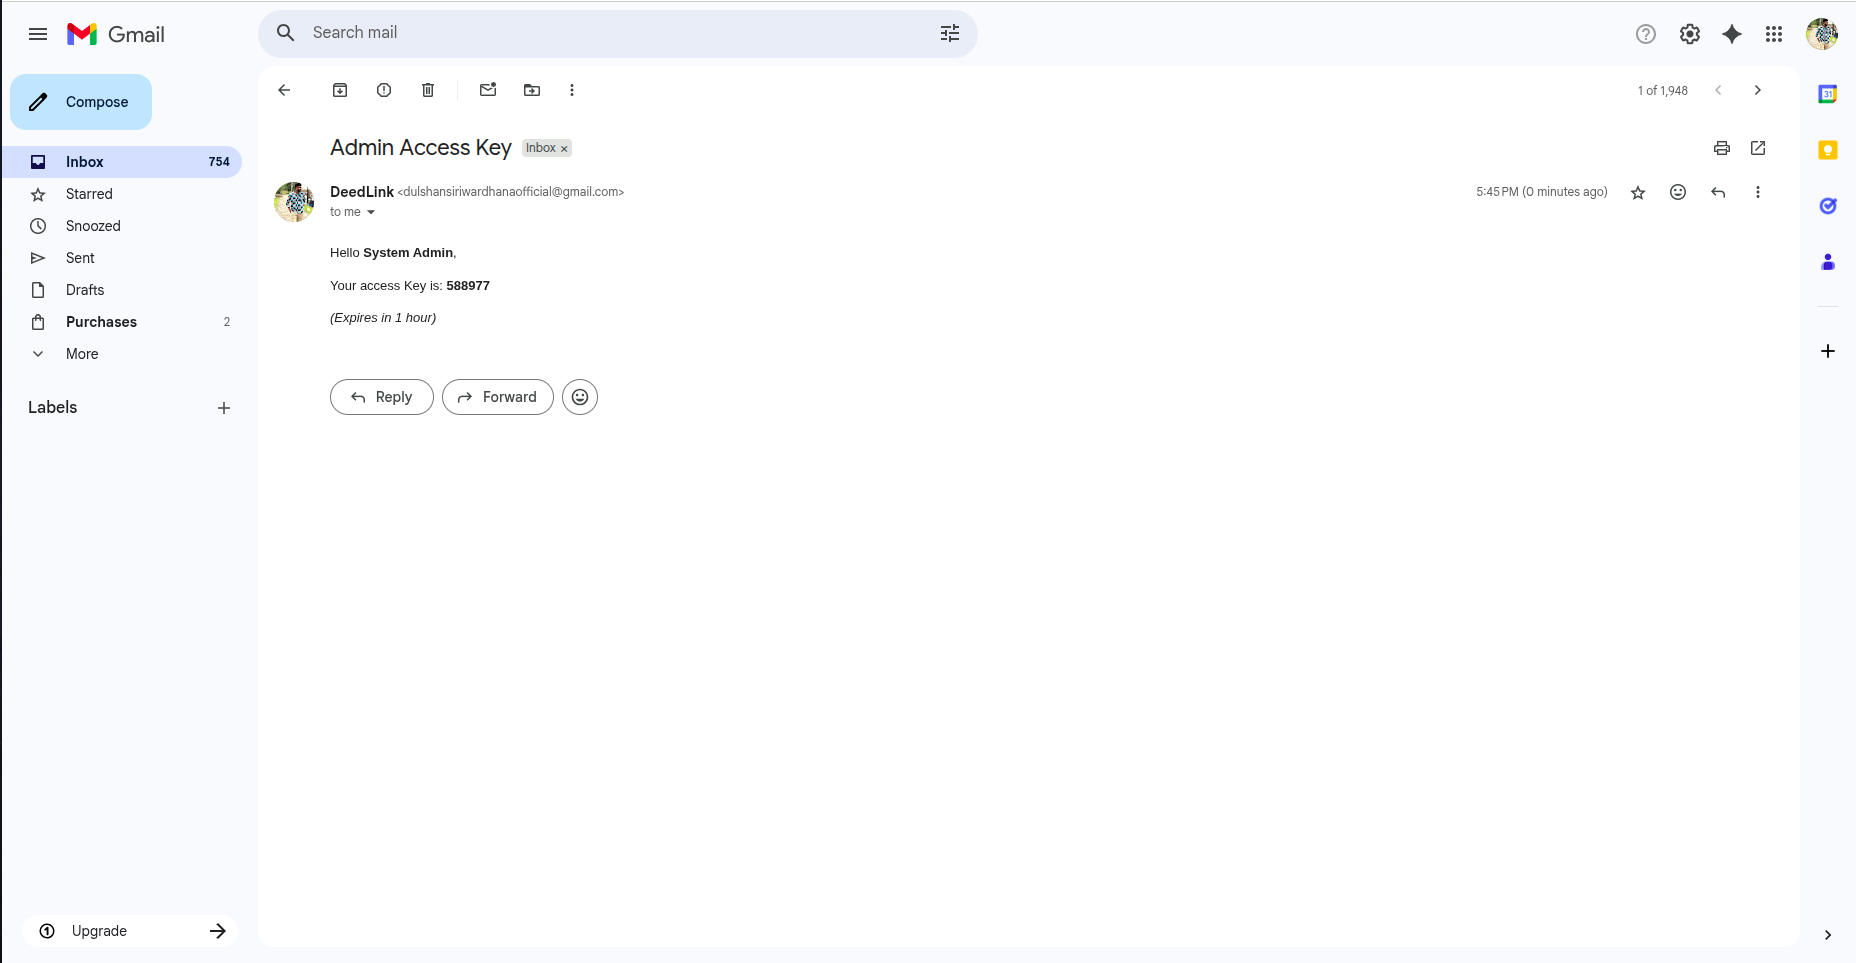 Gmail
Search mail
Compose
Inbox 754
Starred
Snoozed
Sent
Drafts
Purchases 2
More
Labels
Upgrade
1 of 1,948
31
Admin Access Key Inbox x
DeedLink <dulshansiriwardhanaofficial@gmail.com>
5:45 PM (0 minutes ago)
to me
Hello System Admin,
Your access Key is: 588977
(Expires in 1 hour)
Reply
Forward